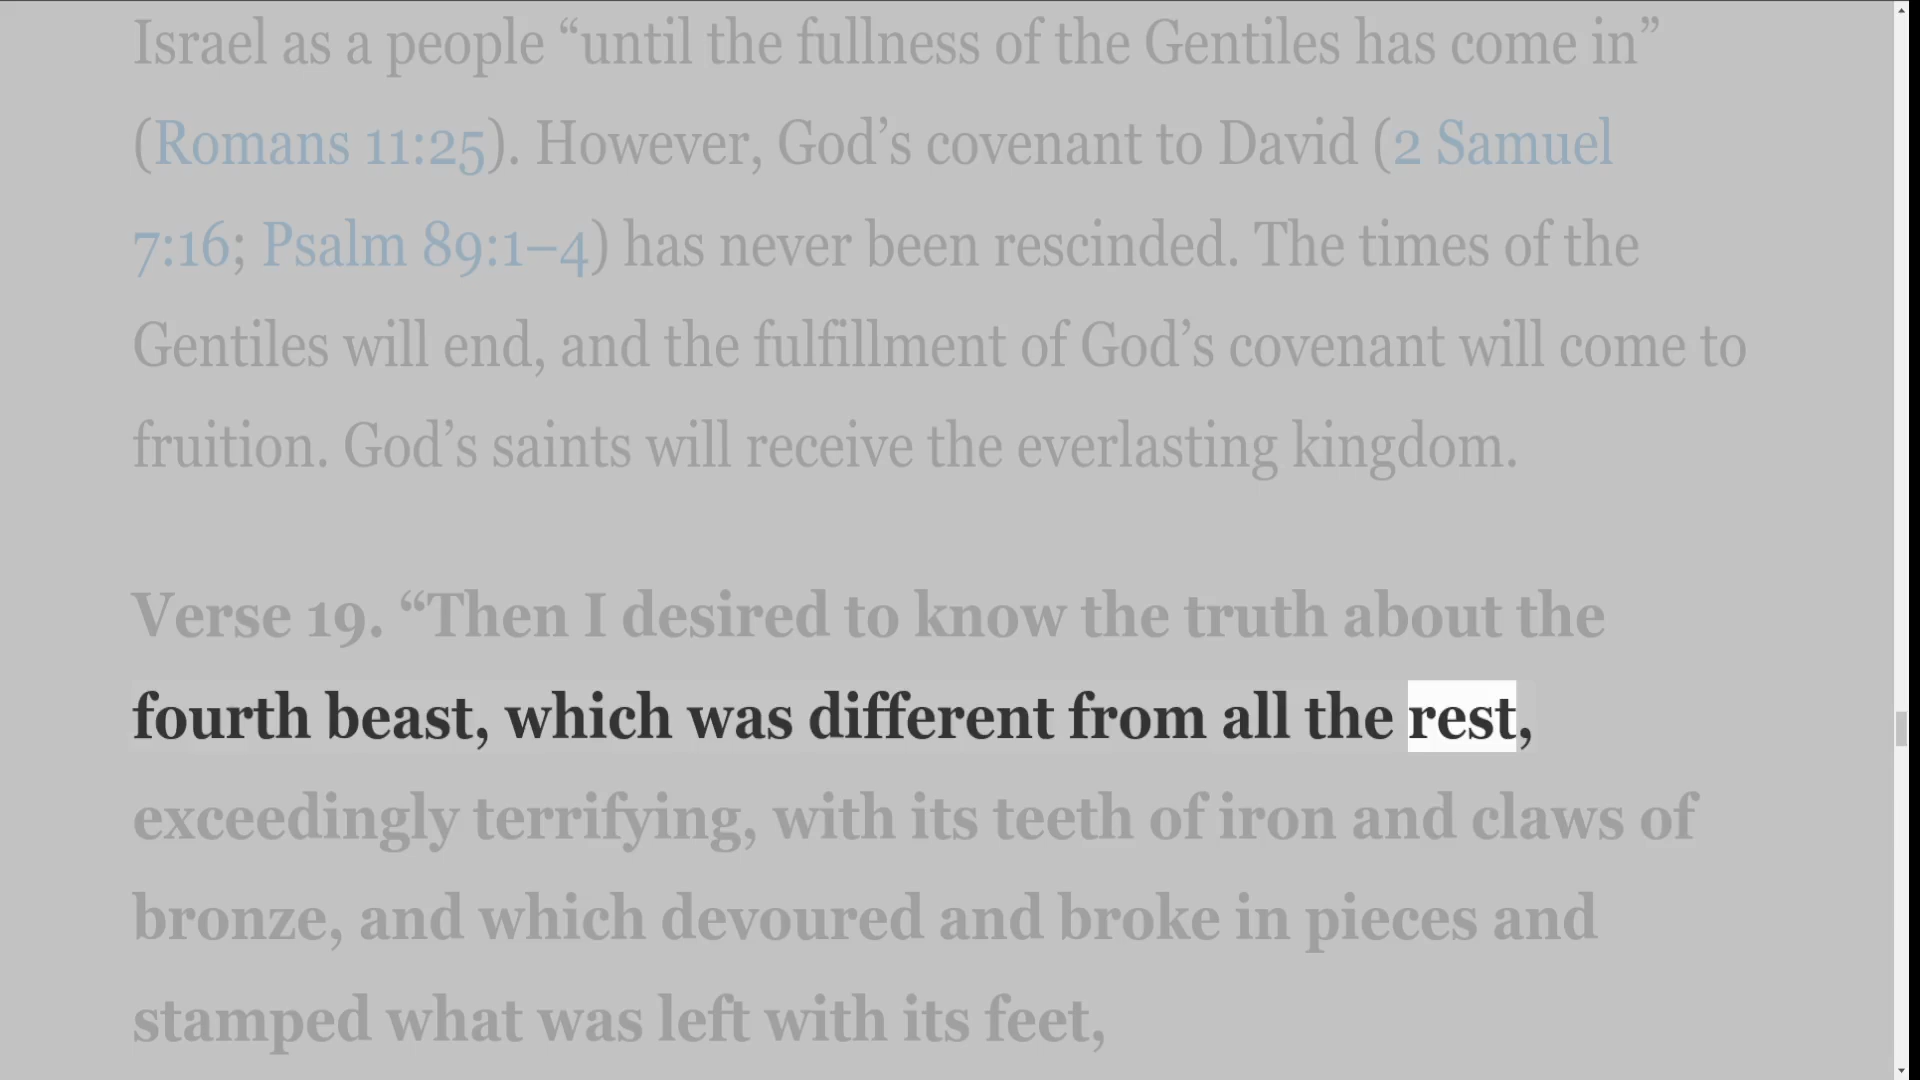 Israel as a people “until the fullness of the Gentiles has come in”
(Romans 11:25). However, God’s covenant to David (2 Samuel
7:16; Psalm 89:1–4) has never been rescinded. The times of the
Gentiles will end, and the fulfillment of God’s covenant will come to
fruition. God’s saints will receive the everlasting kingdom.
Verse 19. “Then I desired to know the truth about the
fourth beast, which was different from all the rest,
exceedingly terrifying, with its teeth of iron and claws of
bronze, and which devoured and broke in pieces and
stamped what was left with its feet,